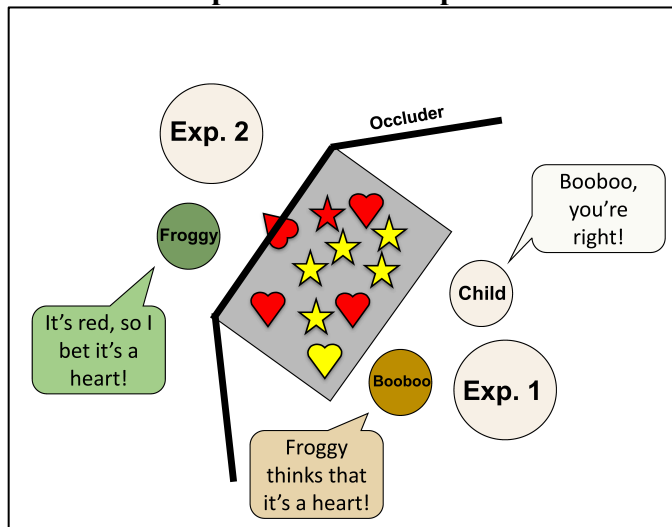 Occluder
Exp. 2
Booboo,
you're
right!
Froggy
Child
It's red, so I
bet it's a
heart!
Booboo
Exp. 1
Froggy
thinks that
it's a heart!